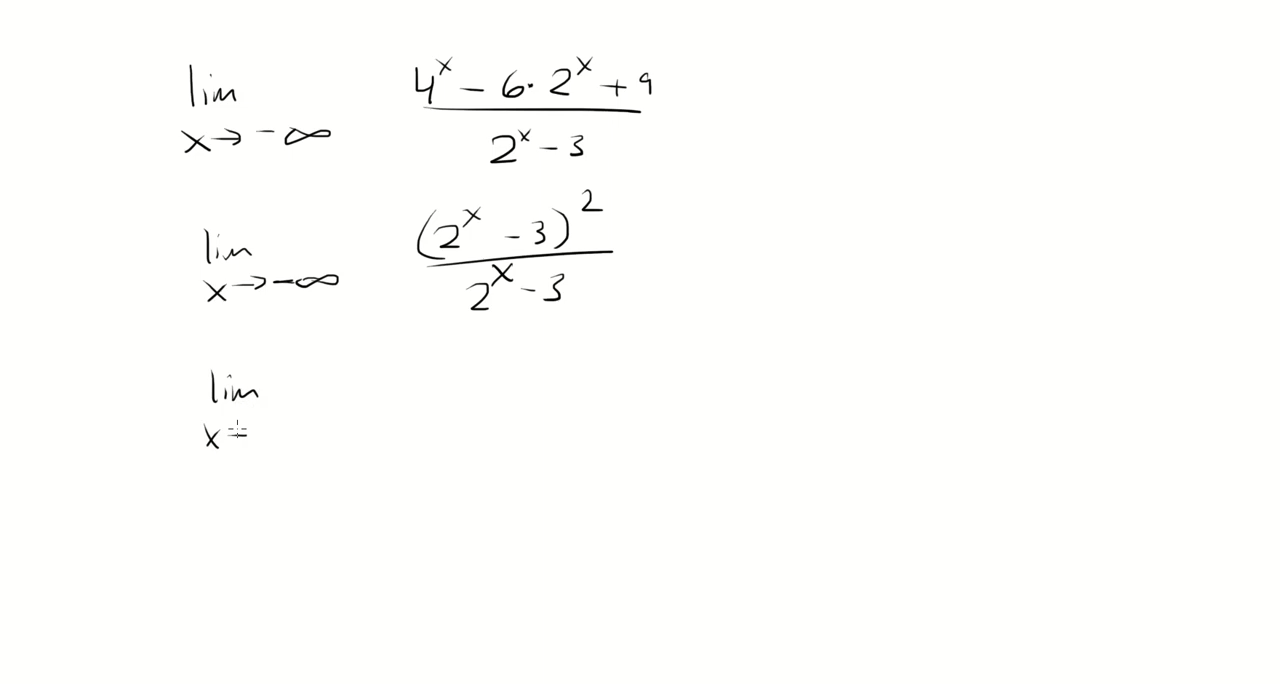 lim 4^x - 6 · 2^x + 9
x → -∞ 2^x - 3
lim (2^x - 3)^2
x → -∞ 2^x - 3
lim
x